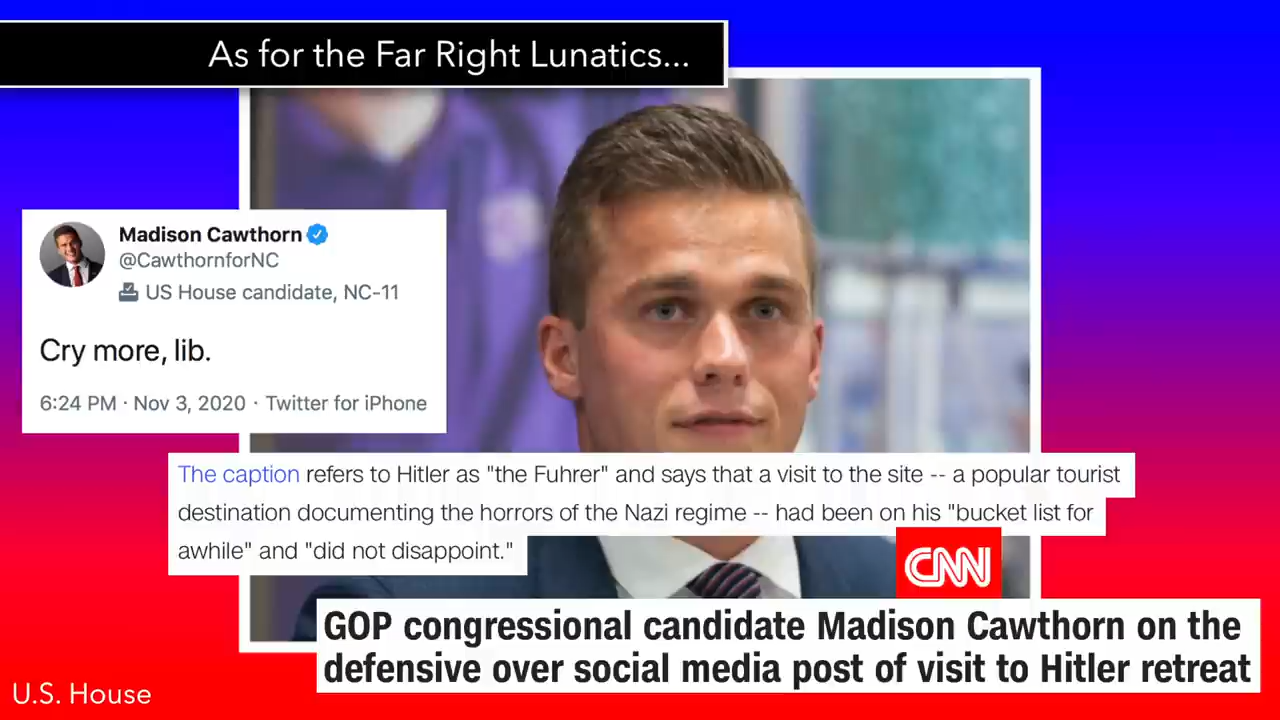 As for the Far Right Lunatics...
Madison Cawthorn
@CawthornforNC
US House candidate, NC-11
Cry more, lib.
6:24 PM · Nov 3, 2020 · Twitter for iPhone
The caption refers to Hitler as "the Fuhrer" and says that a visit to the site -- a popular tourist
destination documenting the horrors of the Nazi regime -- had been on his "bucket list for
awhile" and "did not disappoint."
CNN
GOP congressional candidate Madison Cawthorn on the
defensive over social media post of visit to Hitler retreat
U.S. House